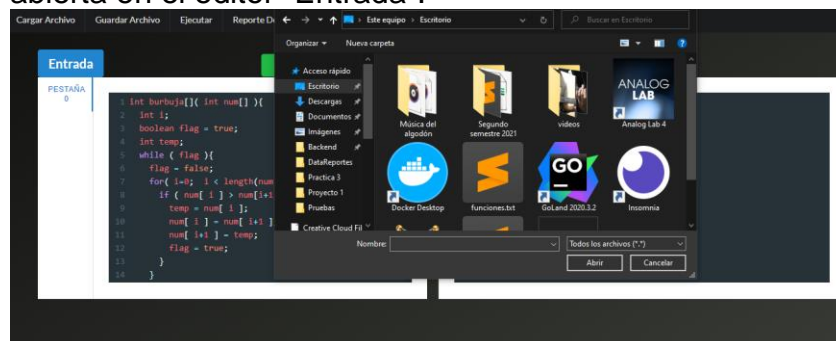 abierta en el editor "Entrada".
Cargar Archivo Guardar Archivo Ejecutar Reporte
Este equipo > Escritorio
Buscar en Escritorio
Organizar Nueva carpeta
Entrada
PESTAÑA
0
1 int burbuja[]( int num[] ){
2 int i;
3 boolean flag = true;
4 int temp;
5 while ( flag ){
6 flag = false;
7 for( i=0; i < length(num
8 if ( num[ i ] > num[i+1
9 temp = num[ i ];
10 num[ i ] = num[ i+1 ]
11 num[ i+1 ] = temp;
12 flag = true;
13 }
14 }
Acceso rápido
Escritorio
Descargas
Documentos
Imágenes
Backend
DataReportes
Practica 3
Proyecto 1
Pruebas
Creative Cloud Fil
Música del
algodón
Segundo
semestre 2021
videos
ANALOG
LAB
Analog Lab 4
Docker Desktop
funciones.txt
GO
GoLand 2020.3.2
Insomnia
Nombre:
Todos los archivos (*.*)
Abrir Cancelar